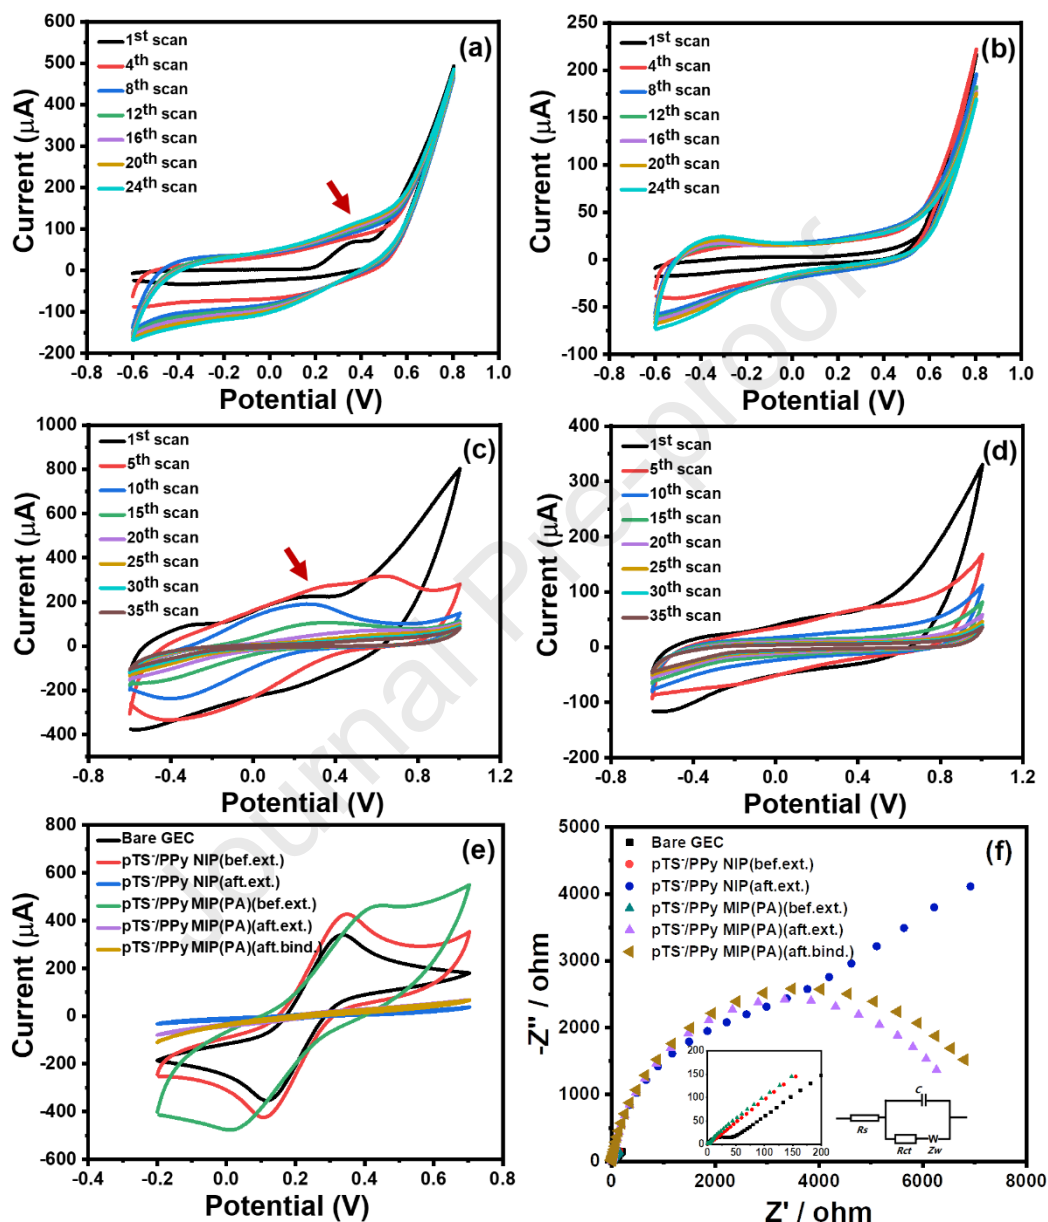 (a)
1st scan
4th scan
8th scan
12th scan
16th scan
20th scan
24th scan
Current (μA)
600
500
400
300
200
100
0
-100
-200
-0.8 -0.6 -0.4 -0.2 0.0 0.2 0.4 0.6 0.8 1.0
Potential (V)
(b)
1st scan
4th scan
8th scan
12th scan
16th scan
20th scan
24th scan
Current (μA)
250
200
150
100
50
0
-50
-100
-0.8 -0.6 -0.4 -0.2 0.0 0.2 0.4 0.6 0.8 1.0
Potential (V)
(c)
1st scan
5th scan
10th scan
15th scan
20th scan
25th scan
30th scan
35th scan
Current (μA)
1000
800
600
400
200
0
-200
-400
-500
-0.8 -0.4 0.0 0.4 0.8 1.2
Potential (V)
(d)
1st scan
5th scan
10th scan
15th scan
20th scan
25th scan
30th scan
35th scan
Current (μA)
400
300
200
100
0
-100
-200
-0.8 -0.4 0.0 0.4 0.8 1.2
Potential (V)
(e)
Bare GEC
pTS-/PPy NIP(bef.ext.)
pTS-/PPy NIP(aft.ext.)
pTS-/PPy MIP(PA)(bef.ext.)
pTS-/PPy MIP(PA)(aft.ext.)
pTS-/PPy MIP(PA)(aft.bind.)
Current (μA)
800
600
400
200
0
-200
-400
-600
-0.2 0.0 0.2 0.4 0.6 0.8
Potential (V)
(f)
Bare GEC
pTS-/PPy NIP(bef.ext.)
pTS-/PPy NIP(aft.ext.)
pTS-/PPy MIP(PA)(bef.ext.)
pTS-/PPy MIP(PA)(aft.ext.)
pTS-/PPy MIP(PA)(aft.bind.)
-Z'' / ohm
5000
4000
3000
2000
1000
0
0 2000 4000 6000 8000
Z' / ohm
200
150
100
50
0
0 50 100 150 200
C
Rs
Rct
W
Zw
Journal Pre-proof